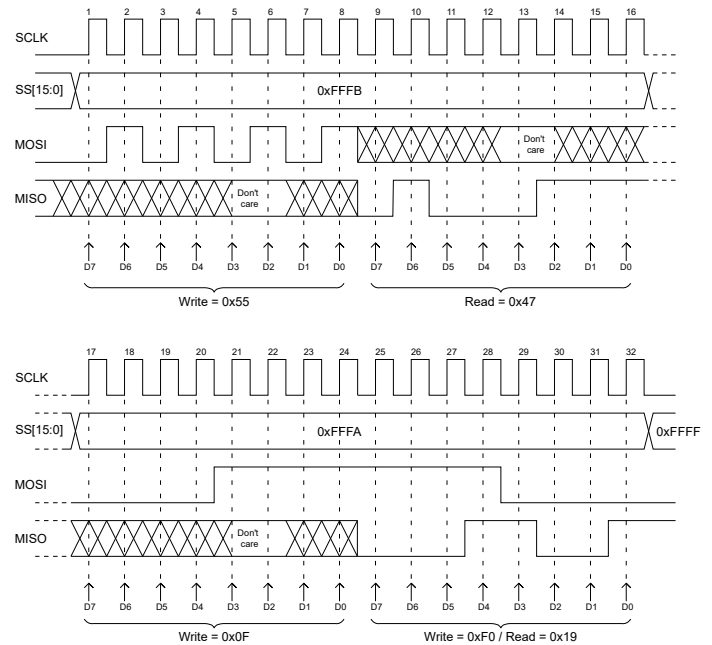 1 2 3 4 5 6 7 8 9 10 11 12 13 14 15 16
SCLK
SS[15:0] 0xFFFB
MOSI Don't care
MISO Don't care
D7 D6 D5 D4 D3 D2 D1 D0 D7 D6 D5 D4 D3 D2 D1 D0
Write = 0x55 Read = 0x47
17 18 19 20 21 22 23 24 25 26 27 28 29 30 31 32
SCLK
SS[15:0] 0xFFFA 0xFFFF
MOSI
MISO Don't care
D7 D6 D5 D4 D3 D2 D1 D0 D7 D6 D5 D4 D3 D2 D1 D0
Write = 0x0F Write = 0xF0 / Read = 0x19